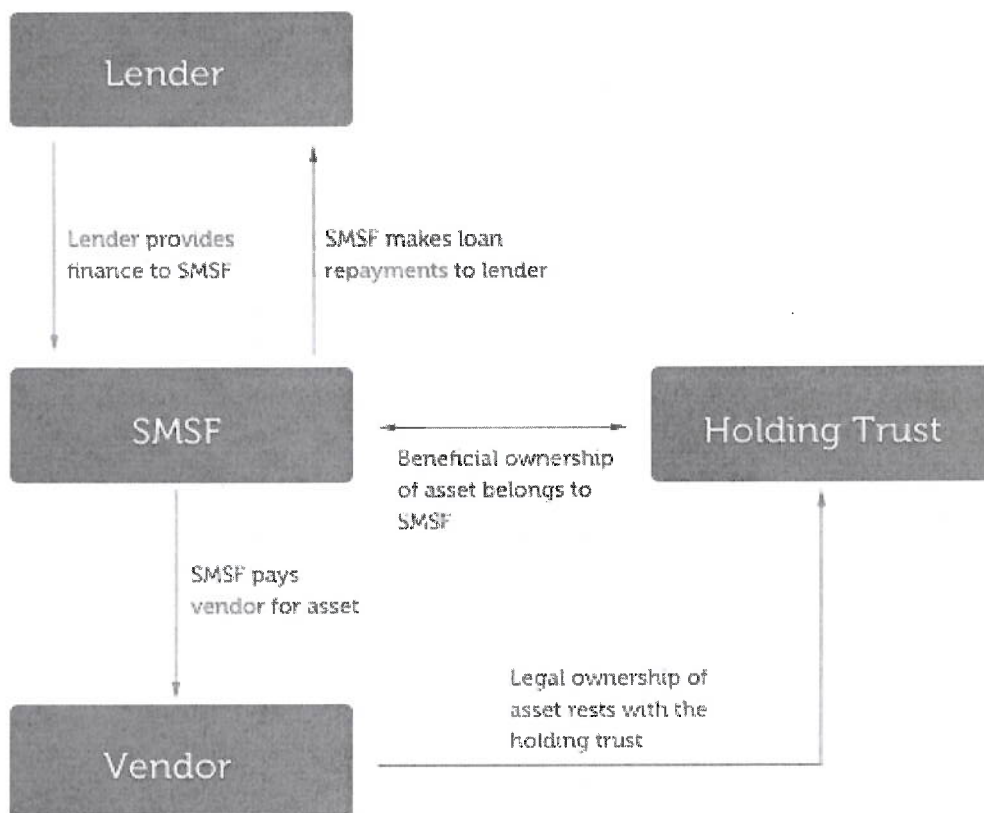 Lender
Lender provides
finance to SMSF
SMSF makes loan
repayments to lender
SMSF
Holding Trust
Beneficial ownership
of asset belongs to
SMSF
SMSF pays
vendor for asset
Legal ownership of
asset rests with the
holding trust
Vendor